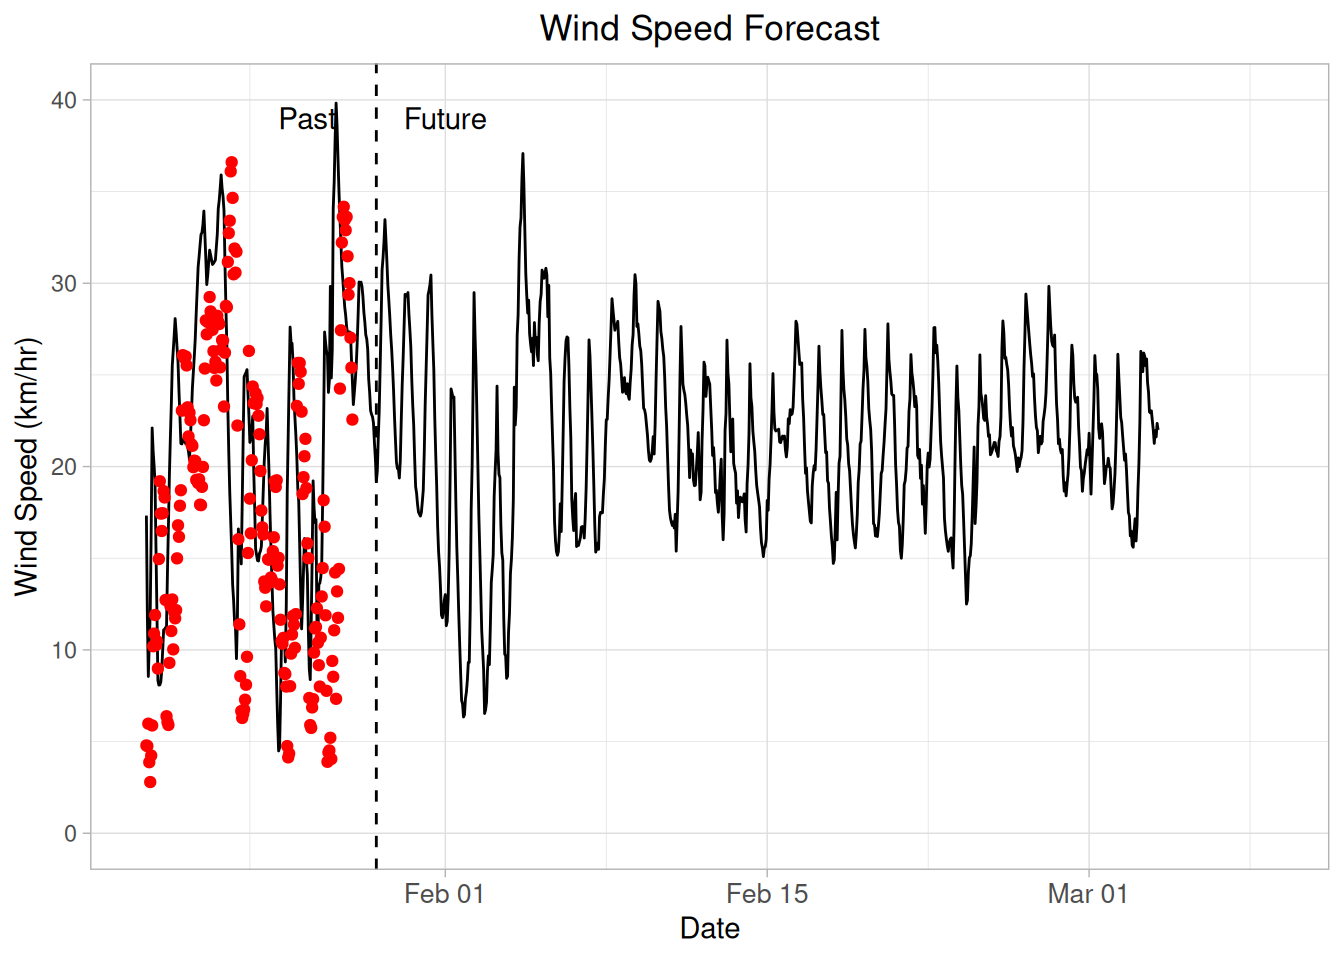 Wind Speed Forecast
Past
Future
Wind Speed (km/hr)
40
30
20
10
0
Feb 01
Feb 15
Mar 01
Date